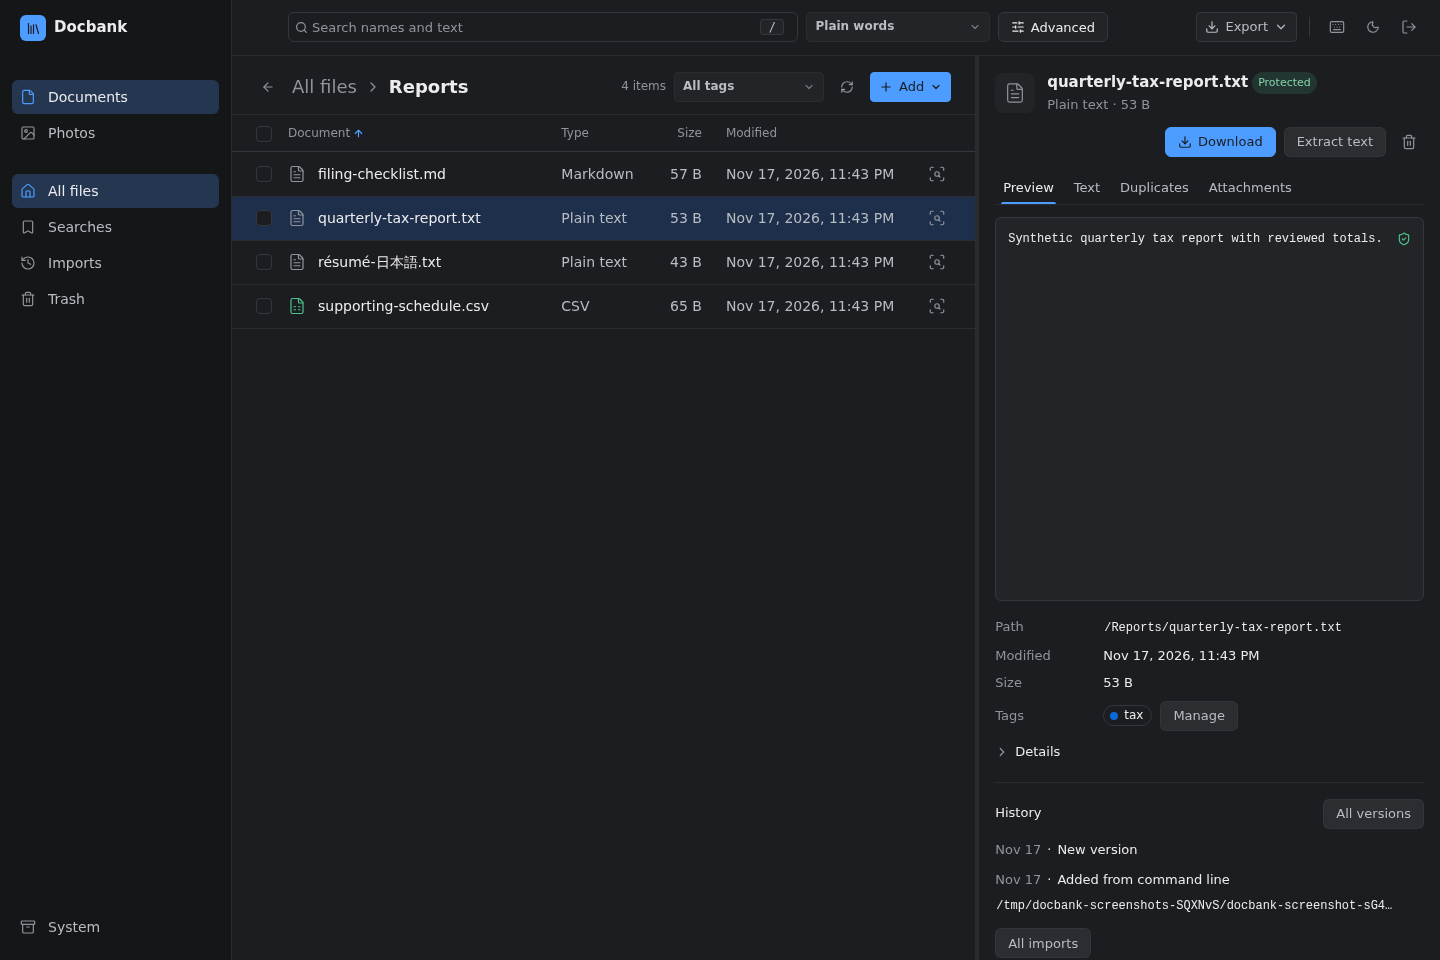 Docbank
Search names and text
/
Plain words
Advanced
Export
Documents
Photos
All files
Searches
Imports
Trash
System
All files > Reports
4 items
All tags
Add
Document Type Size Modified
filing-checklist.md Markdown 57 B Nov 17, 2026, 11:43 PM
quarterly-tax-report.txt Plain text 53 B Nov 17, 2026, 11:43 PM
résumé-日本語.txt Plain text 43 B Nov 17, 2026, 11:43 PM
supporting-schedule.csv CSV 65 B Nov 17, 2026, 11:43 PM
quarterly-tax-report.txt Protected
Plain text · 53 B
Download
Extract text
Preview Text Duplicates Attachments
Synthetic quarterly tax report with reviewed totals.
Path /Reports/quarterly-tax-report.txt
Modified Nov 17, 2026, 11:43 PM
Size 53 B
Tags tax Manage
Details
History All versions
Nov 17 · New version
Nov 17 · Added from command line
/tmp/docbank-screenshots-SQXNvS/docbank-screenshot-sG4…
All imports